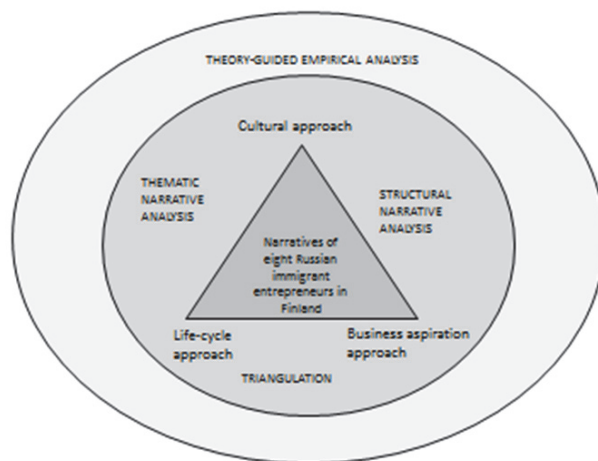 THEORY-GUIDED EMPIRICAL ANALYSIS
Cultural approach
THEMATIC
NARRATIVE
ANALYSIS
STRUCTURAL
NARRATIVE
ANALYSIS
Narratives of
eight Russian
immigrant
entrepreneurs in
Finland
Life-cycle
approach
Business aspiration
approach
TRIANGULATION